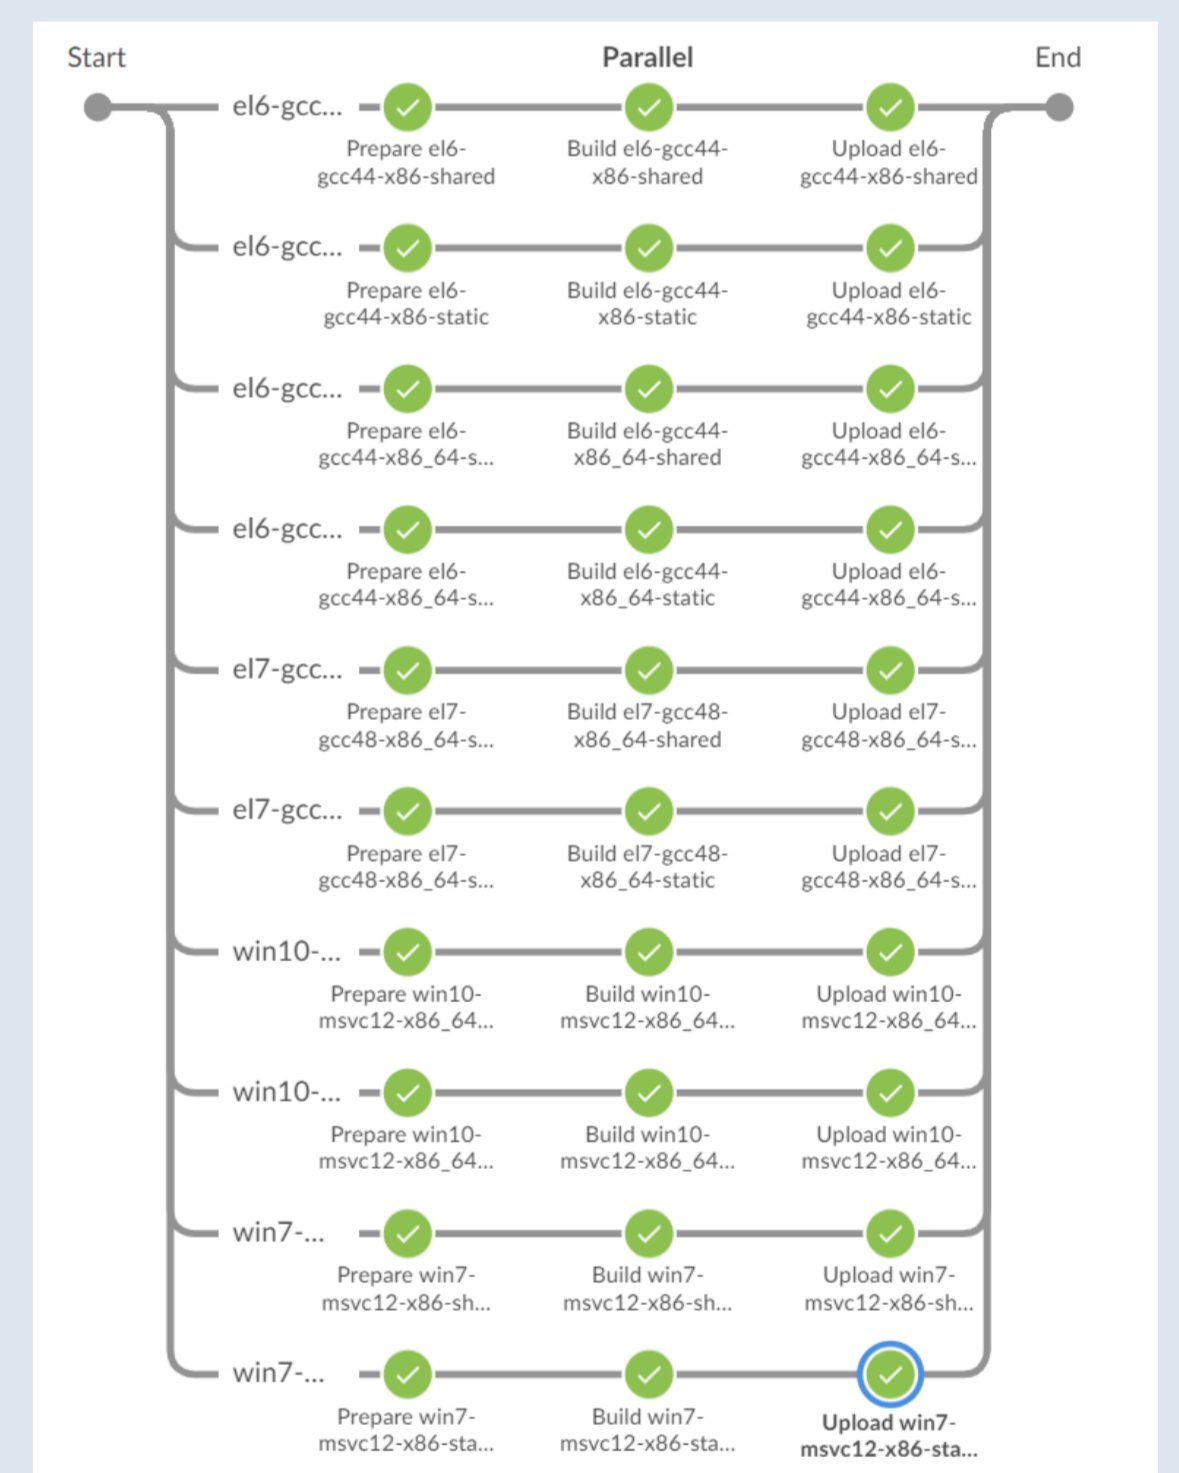 Start Parallel End
el6-gcc...
Prepare el6- Build el6-gcc44- Upload el6-
gcc44-x86-shared x86-shared gcc44-x86-shared
el6-gcc...
Prepare el6- Build el6-gcc44- Upload el6-
gcc44-x86-static x86-static gcc44-x86-static
el6-gcc...
Prepare el6- Build el6-gcc44- Upload el6-
gcc44-x86_64-s... x86_64-shared gcc44-x86_64-s...
el6-gcc...
Prepare el6- Build el6-gcc44- Upload el6-
gcc44-x86_64-s... x86_64-static gcc44-x86_64-s...
el7-gcc...
Prepare el7- Build el7-gcc48- Upload el7-
gcc48-x86_64-s... x86_64-shared gcc48-x86_64-s...
el7-gcc...
Prepare el7- Build el7-gcc48- Upload el7-
gcc48-x86_64-s... x86_64-static gcc48-x86_64-s...
win10-...
Prepare win10- Build win10- Upload win10-
msvc12-x86_64... msvc12-x86_64... msvc12-x86_64...
win10-...
Prepare win10- Build win10- Upload win10-
msvc12-x86_64... msvc12-x86_64... msvc12-x86_64...
win7-...
Prepare win7- Build win7- Upload win7-
msvc12-x86-sh... msvc12-x86-sh... msvc12-x86-sh...
win7-...
Prepare win7- Build win7- Upload win7-
msvc12-x86-sta... msvc12-x86-sta... msvc12-x86-sta...